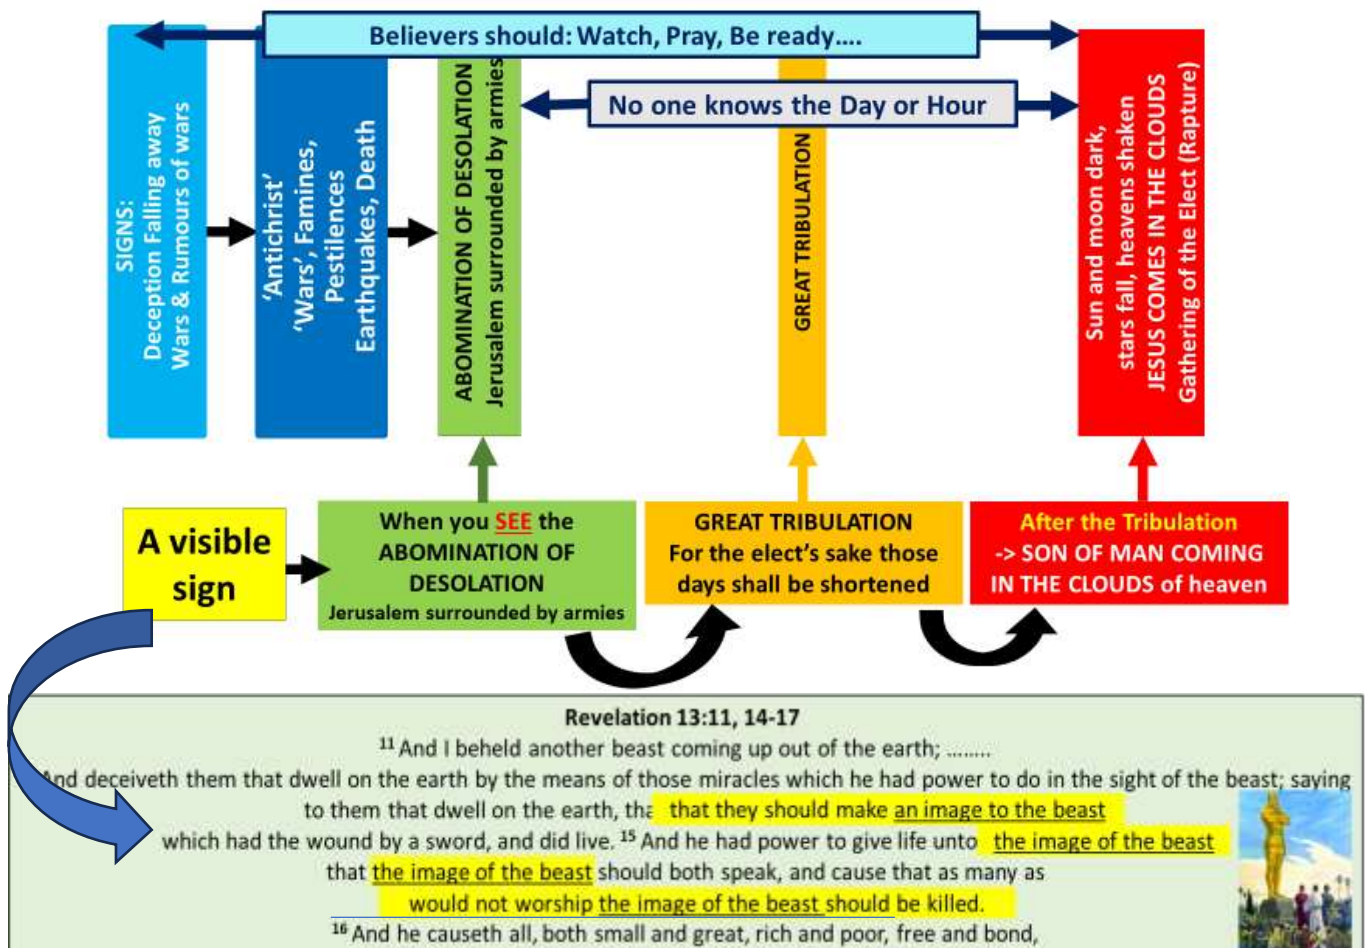 Believers should: Watch, Pray, Be ready....
No one knows the Day or Hour
SIGNS:
Deception Falling away
Wars & Rumours of wars
‘Antichrist’
‘Wars’, Famines,
Pestilences
Earthquakes, Death
ABOMINATION OF DESOLATION
Jerusalem surrounded by armies
GREAT TRIBULATION
Sun and moon dark,
stars fall, heavens shaken
JESUS COMES IN THE CLOUDS
Gathering of the Elect (Rapture)
A visible
sign
When you SEE the
ABOMINATION OF
DESOLATION
Jerusalem surrounded by armies
GREAT TRIBULATION
For the elect’s sake those
days shall be shortened
After the Tribulation
-> SON OF MAN COMING
IN THE CLOUDS of heaven
Revelation 13:11, 14-17
11 And I beheld another beast coming up out of the earth; ........
And deceiveth them that dwell on the earth by the means of those miracles which he had power to do in the sight of the beast; saying
to them that dwell on the earth, tha that they should make an image to the beast
which had the wound by a sword, and did live. 15 And he had power to give life unto the image of the beast
that the image of the beast should both speak, and cause that as many as
would not worship the image of the beast should be killed.
16 And he causeth all, both small and great, rich and poor, free and bond,